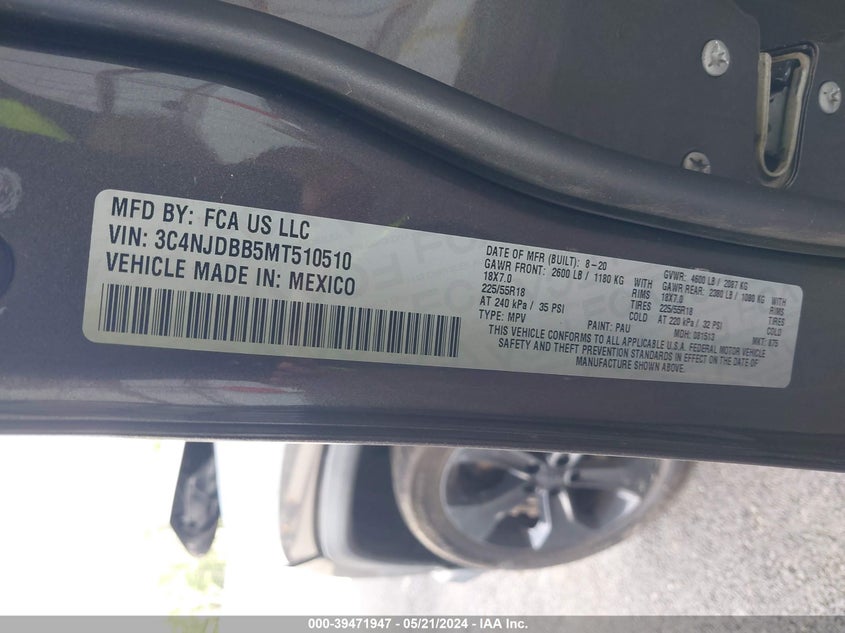 MFD BY: FCA US LLC
VIN: 3C4NJDBB5MT510510
VEHICLE MADE IN: MEXICO
DATE OF MFR (BUILT): 8-20 GVWR: 4600 LB / 2087 KG
GAWR FRONT: 2600 LB / 1180 KG WITH GAWR REAR: 2380 LB / 1080 KG WITH
18X7.0 RIMS 18X7.0 RIMS
225/55R18 TIRES 225/55R18 TIRES
AT 240 kPa / 35 PSI COLD AT 220 kPa / 32 PSI COLD
TYPE: MPV PAINT: PAU MDH: 081513 MKT: 875
THIS VEHICLE CONFORMS TO ALL APPLICABLE U.S.A. FEDERAL MOTOR VEHICLE
SAFETY AND THEFT PREVENTION STANDARDS IN EFFECT ON THE DATE OF
MANUFACTURE SHOWN ABOVE.
000-39471947 - 05/21/2024 - IAA Inc.